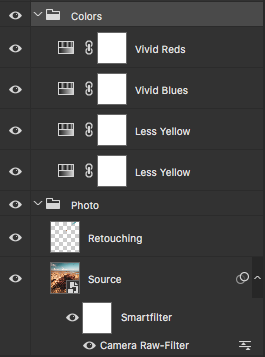 Colors
Vivid Reds
Vivid Blues
Less Yellow
Less Yellow
Photo
Retouching
Source
Smartfilter
Camera Raw-Filter